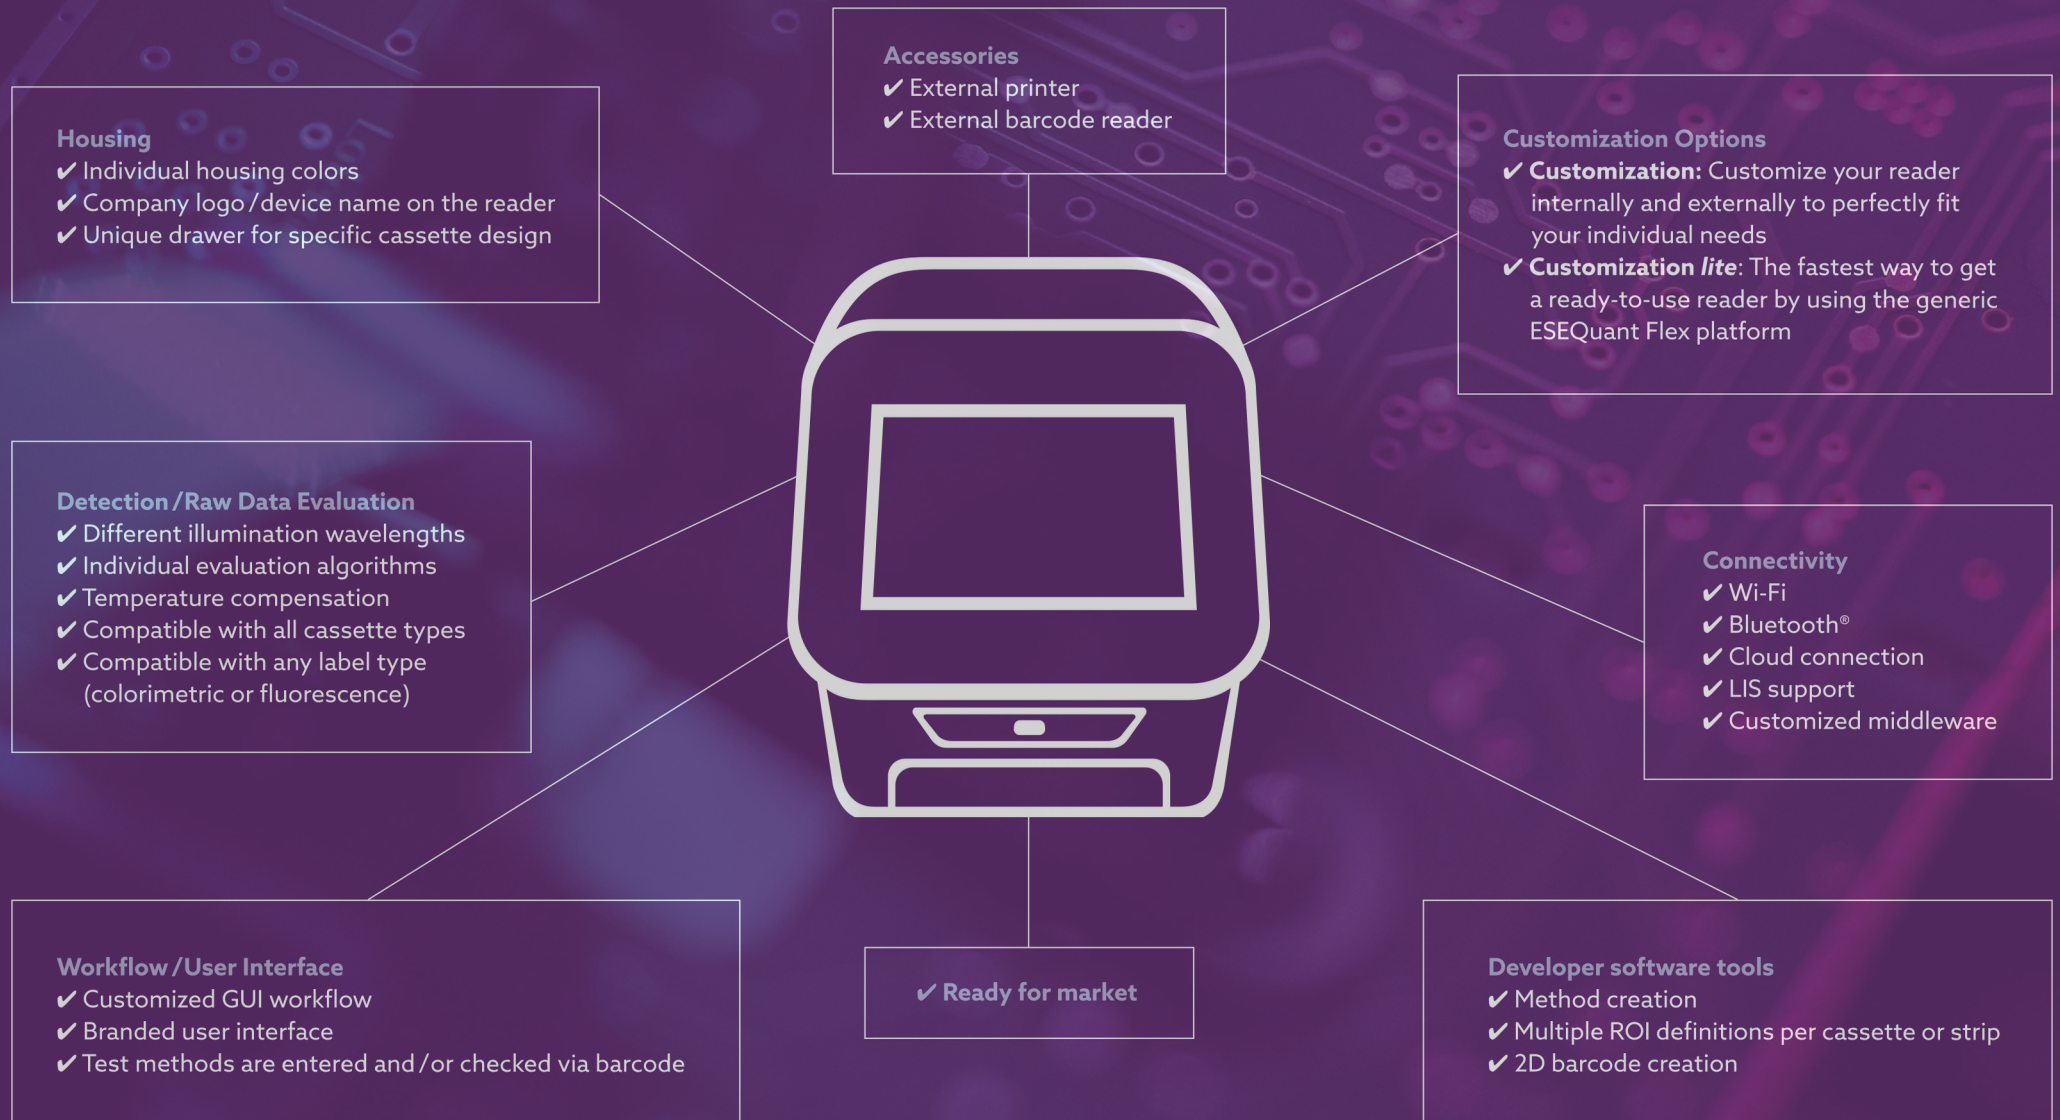 Accessories
✔ External printer
✔ External barcode reader
Housing
✔ Individual housing colors
✔ Company logo/device name on the reader
✔ Unique drawer for specific cassette design
Customization Options
✔ Customization: Customize your reader
internally and externally to perfectly fit
your individual needs
✔ Customization lite: The fastest way to get
a ready-to-use reader by using the generic
ESEQuant Flex platform
Detection/Raw Data Evaluation
✔ Different illumination wavelengths
✔ Individual evaluation algorithms
✔ Temperature compensation
✔ Compatible with all cassette types
✔ Compatible with any label type
(colorimetric or fluorescence)
Connectivity
✔ Wi-Fi
✔ Bluetooth®
✔ Cloud connection
✔ LIS support
✔ Customized middleware
Workflow/User Interface
✔ Customized GUI workflow
✔ Branded user interface
✔ Test methods are entered and/or checked via barcode
✔ Ready for market
Developer software tools
✔ Method creation
✔ Multiple ROI definitions per cassette or strip
✔ 2D barcode creation